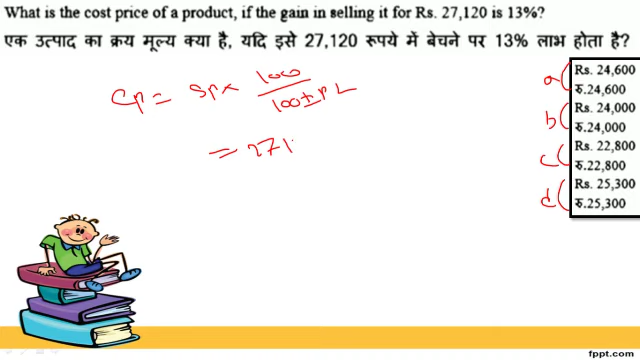 What is the cost price of a product, if the gain in selling it for Rs. 27,120 is 13%?
एक उत्पाद का क्रय मूल्य क्या है, यदि इसे 27,120 रूपये में बेचने पर 13% लाभ होता है?
CP = SP x 100
100 ± P L
= 271
a( Rs. 24,600
रु.24,600
b( Rs. 24,000
रु.24,000
c( Rs. 22,800
रु.22,800
d( Rs. 25,300
रु.25,300
fppt.com